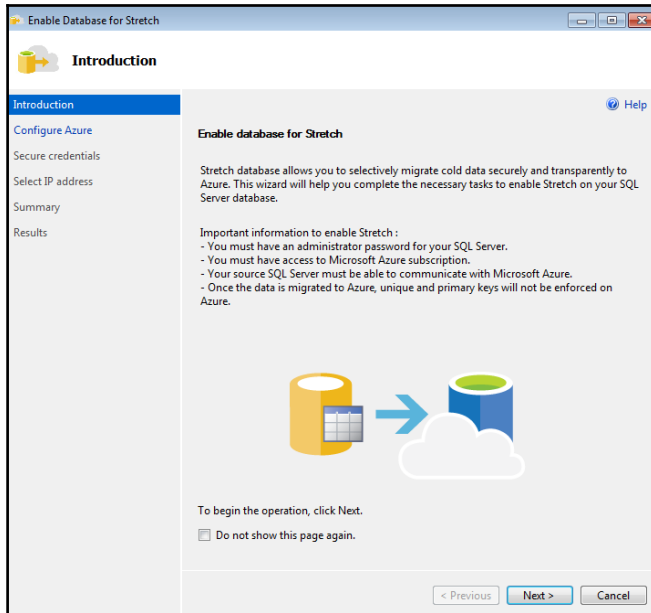 Enable Database for Stretch
Introduction
Introduction
Configure Azure
Secure credentials
Select IP address
Summary
Results
Help
Enable database for Stretch
Stretch database allows you to selectively migrate cold data securely and transparently to
Azure. This wizard will help you complete the necessary tasks to enable Stretch on your SQL
Server database.
Important information to enable Stretch :
- You must have an administrator password for your SQL Server.
- You must have access to Microsoft Azure subscription.
- Your source SQL Server must be able to communicate with Microsoft Azure.
- Once the data is migrated to Azure, unique and primary keys will not be enforced on
Azure.
To begin the operation, click Next.
Do not show this page again.
< Previous
Next >
Cancel